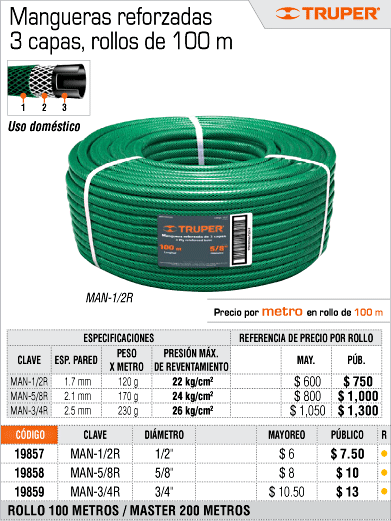 Mangueras reforzadas
3 capas, rollos de 100 m
TRUPER®
1 2 3
Uso doméstico
TRUPER
Manguera reforzada de 3 capas
100 m
5/8"
MAN-1/2R
Precio por metro en rollo de 100 m
ESPECIFICACIONES REFERENCIA DE PRECIO POR ROLLO
CLAVE ESP. PARED PESO X METRO PRESIÓN MÁX. DE REVENTAMIENTO MAY. PÚB.
MAN-1/2R 1.7 mm 120 g 22 kg/cm² $ 600 $ 750
MAN-5/8R 2.1 mm 170 g 24 kg/cm² $ 800 $ 1,000
MAN-3/4R 2.5 mm 230 g 26 kg/cm² $ 1,050 $ 1,300
CÓDIGO CLAVE DIÁMETRO MAYOREO PÚBLICO R
19857 MAN-1/2R 1/2" $ 6 $ 7.50
19858 MAN-5/8R 5/8" $ 8 $ 10
19859 MAN-3/4R 3/4" $ 10.50 $ 13
ROLLO 100 METROS / MASTER 200 METROS